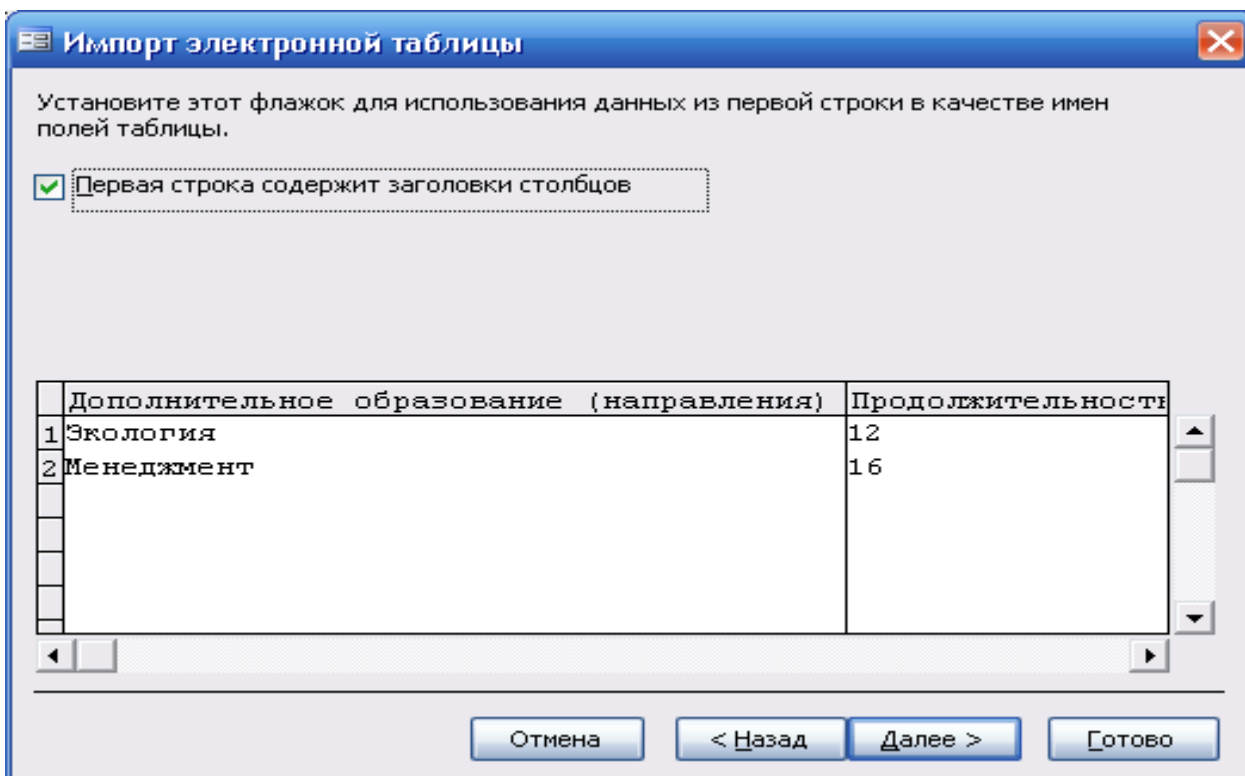 Импорт электронной таблицы
Установите этот флажок для использования данных из первой строки в качестве имен
полей таблицы.
Первая строка содержит заголовки столбцов
Дополнительное образование (направления) Продолжительность
1 Экология 12
2 Менеджмент 16
Отмена < Назад Далее > Готово